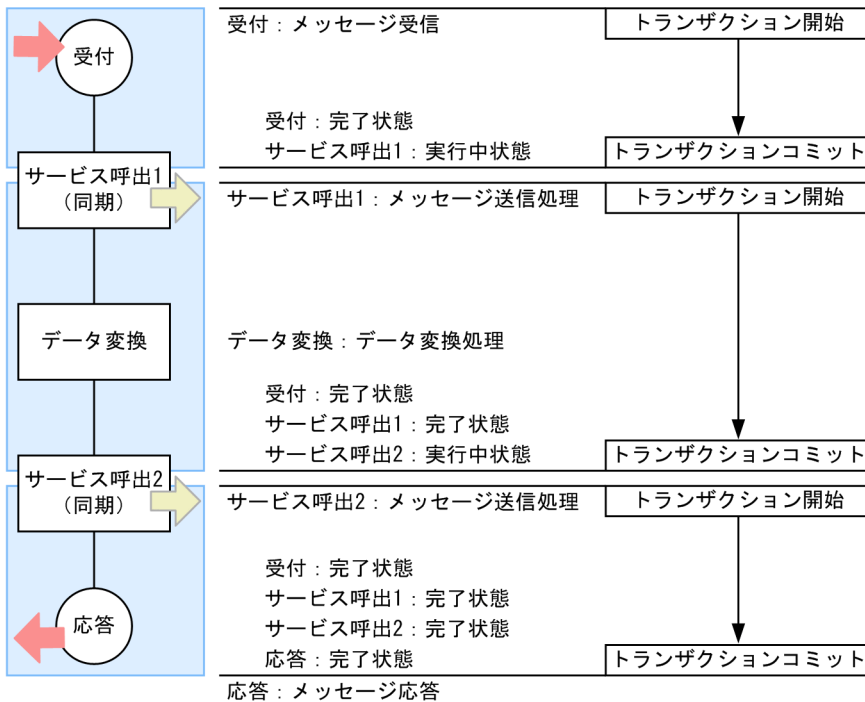 受付
サービス呼出1
（同期）
データ変換
サービス呼出2
（同期）
応答
受付：メッセージ受信
トランザクション開始
受付：完了状態
サービス呼出1：実行中状態
トランザクションコミット
サービス呼出1：メッセージ送信処理
トランザクション開始
データ変換：データ変換処理
受付：完了状態
サービス呼出1：完了状態
サービス呼出2：実行中状態
トランザクションコミット
サービス呼出2：メッセージ送信処理
トランザクション開始
受付：完了状態
サービス呼出1：完了状態
サービス呼出2：完了状態
応答：完了状態
トランザクションコミット
応答：メッセージ応答